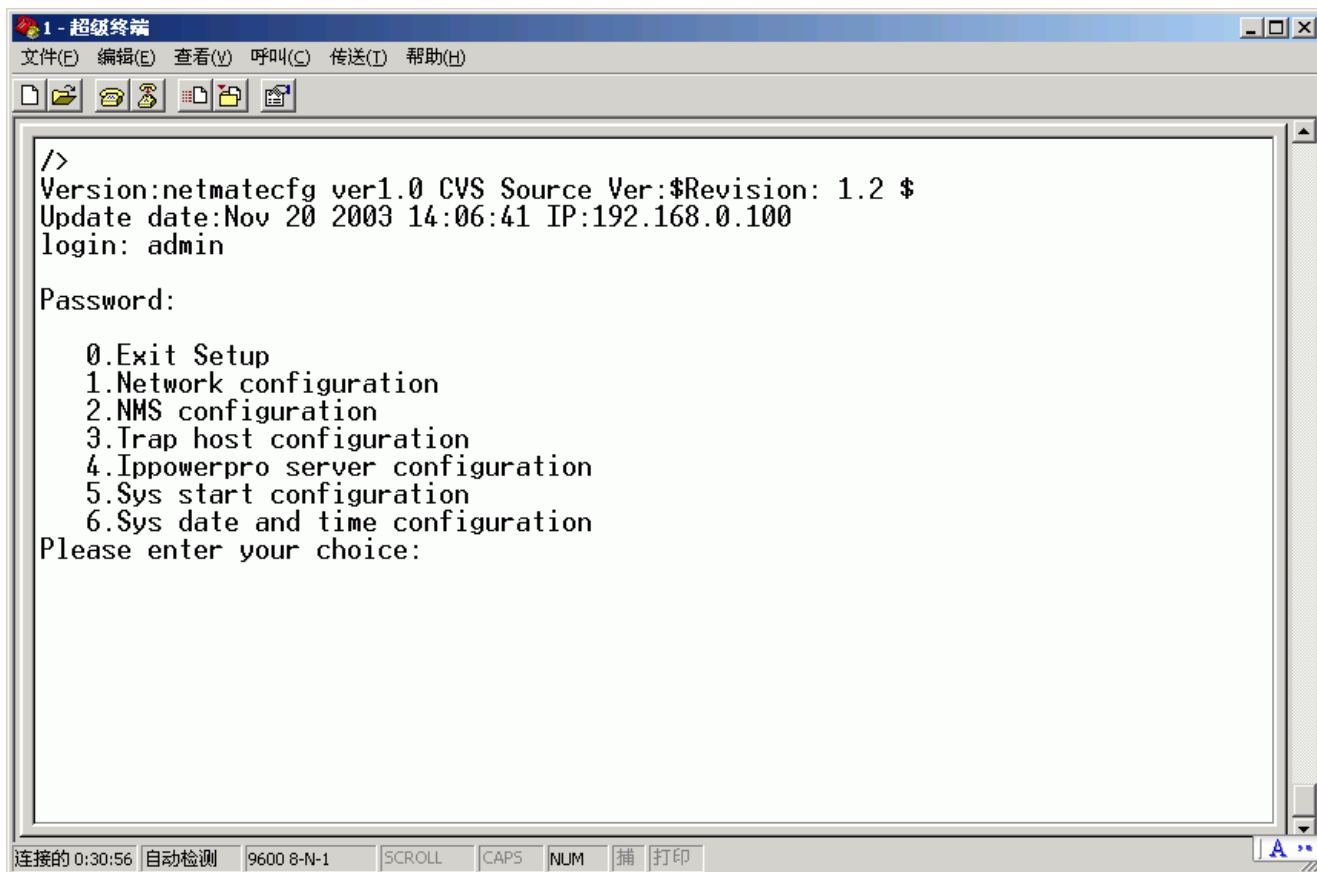 1 - 超级终端
文件(F) 编辑(E) 查看(V) 呼叫(C) 传送(T) 帮助(H)
/>
Version:netmatecfg ver1.0 CVS Source Ver:$Revision: 1.2 $
Update date:Nov 20 2003 14:06:41 IP:192.168.0.100
login: admin
Password:
0.Exit Setup
1.Network configuration
2.NMS configuration
3.Trap host configuration
4.Ippowerpro server configuration
5.Sys start configuration
6.Sys date and time configuration
Please enter your choice:
连接的 0:30:56 自动检测 9600 8-N-1 SCROLL CAPS NUM 捕 打印
A